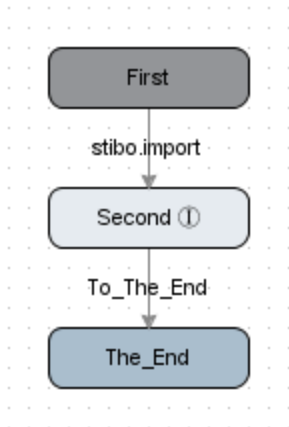 First
stibo.import
Second Ⓘ
To_The_End
The_End